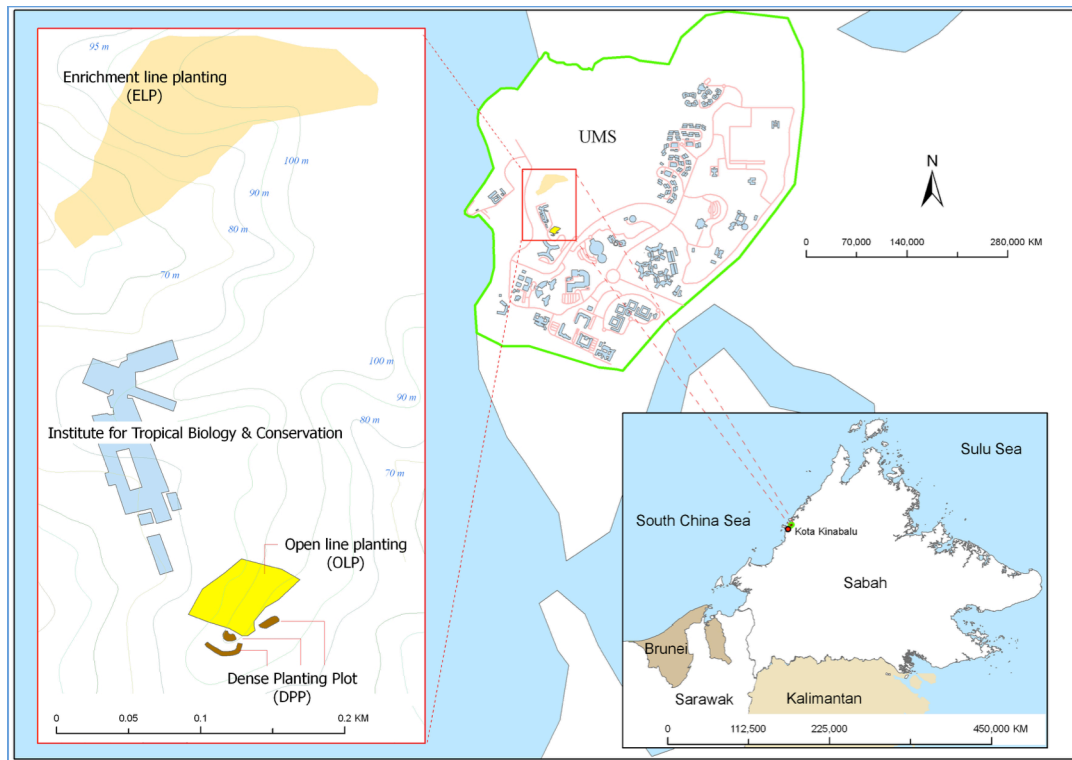 95 m
Enrichment line planting
(ELP)
100 m
90 m
80 m
70 m
100 m
90 m
80 m
70 m
Institute for Tropical Biology & Conservation
Open line planting
(OLP)
Dense Planting Plot
(DPP)
0 0.05 0.1 0.2 KM
UMS
N
0 70,000 140,000 280,000 KM
Sulu Sea
South China Sea
Kota Kinabalu
Sabah
Brunei
Sarawak
Kalimantan
0 112,500 225,000 450,000 KM